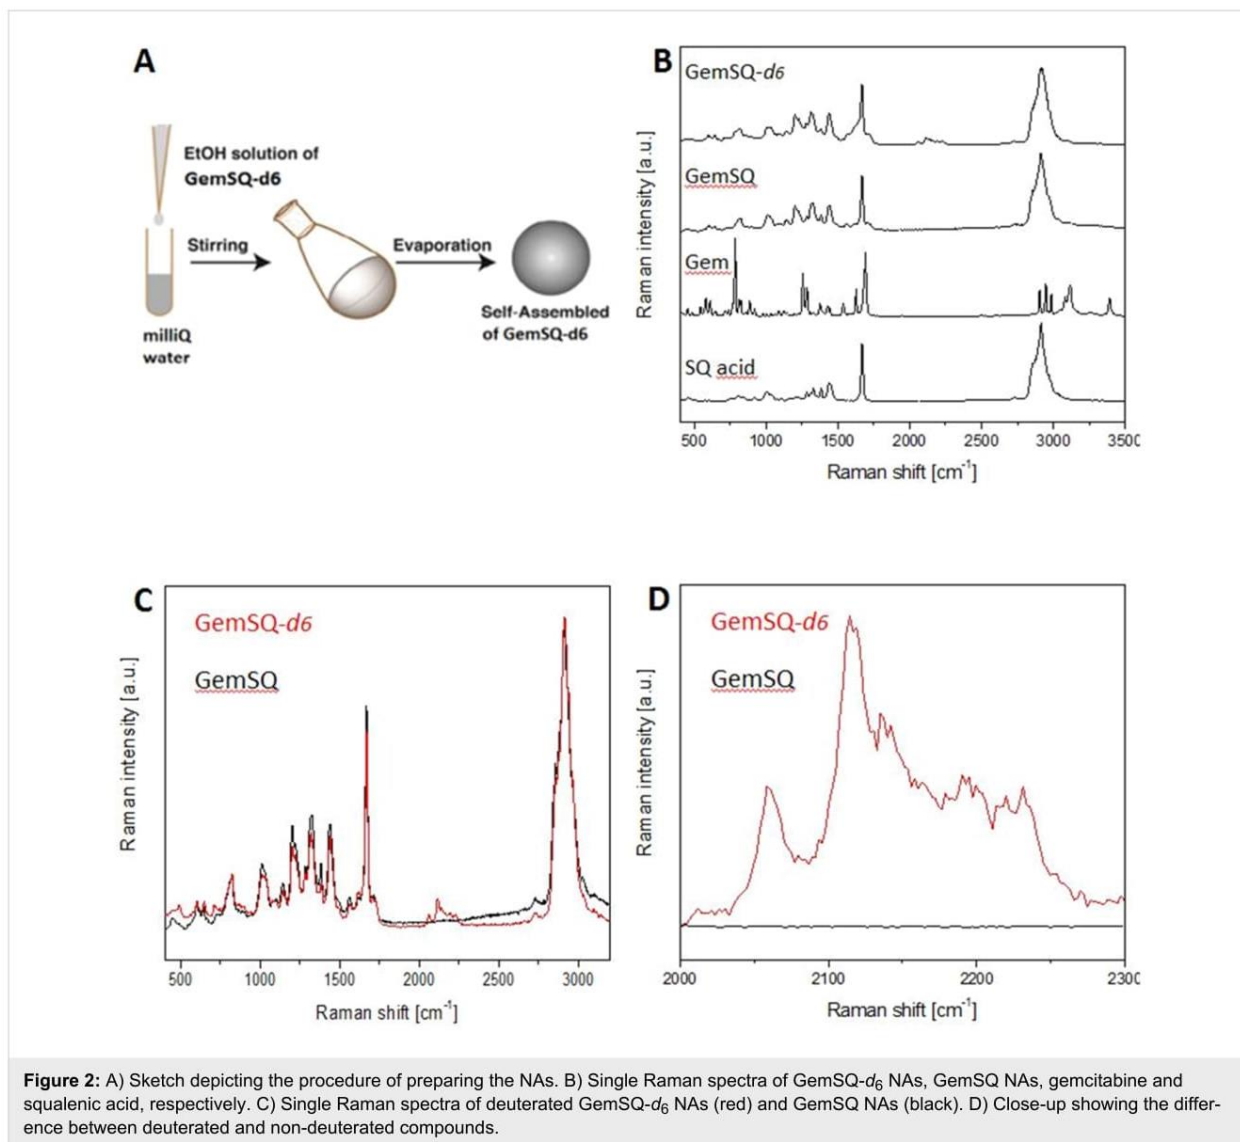 A
EtOH solution of
GemSQ-d6
Stirring
Evaporation
milliQ
water
Self-Assembled
of GemSQ-d6
B
GemSQ-d6
GemSQ
Gem
SQ acid
Raman intensity [a.u.]
500 1000 1500 2000 2500 3000 3500
Raman shift [cm⁻¹]
C
GemSQ-d6
GemSQ
Raman intensity [a.u.]
500 1000 1500 2000 2500 3000
Raman shift [cm⁻¹]
D
GemSQ-d6
GemSQ
Raman intensity [a.u.]
2000 2100 2200 2300
Raman shift [cm⁻¹]
Figure 2: A) Sketch depicting the procedure of preparing the NAs. B) Single Raman spectra of GemSQ-d₆ NAs, GemSQ NAs, gemcitabine and
squalenic acid, respectively. C) Single Raman spectra of deuterated GemSQ-d₆ NAs (red) and GemSQ NAs (black). D) Close-up showing the differ-
ence between deuterated and non-deuterated compounds.